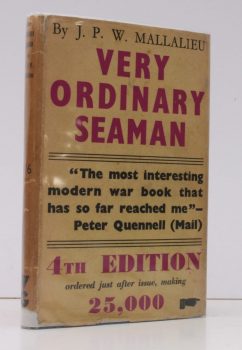 By J. P. W. MALLALIEU
VERY
ORDINARY
SEAMAN
“The most interesting
modern war book that
has so far reached me”—
Peter Quennell (Mail)
4TH EDITION
ordered just after issue, making
25,000